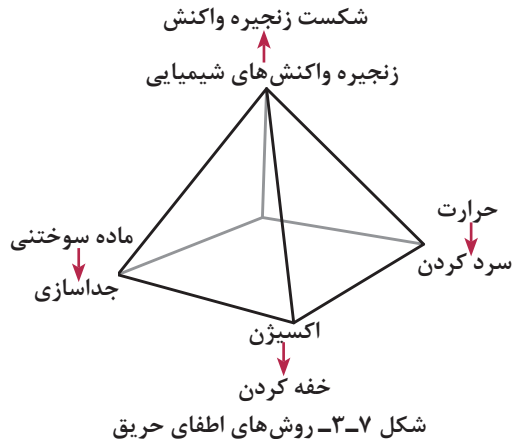 شکست زنجیره واکنش
زنجیره واکنش‌های شیمیایی
حرارت
سرد کردن
ماده سوختنی
جداسازی
اکسیژن
خفه کردن
شکل ۷ـ۳ـ روش‌های اطفای حریق